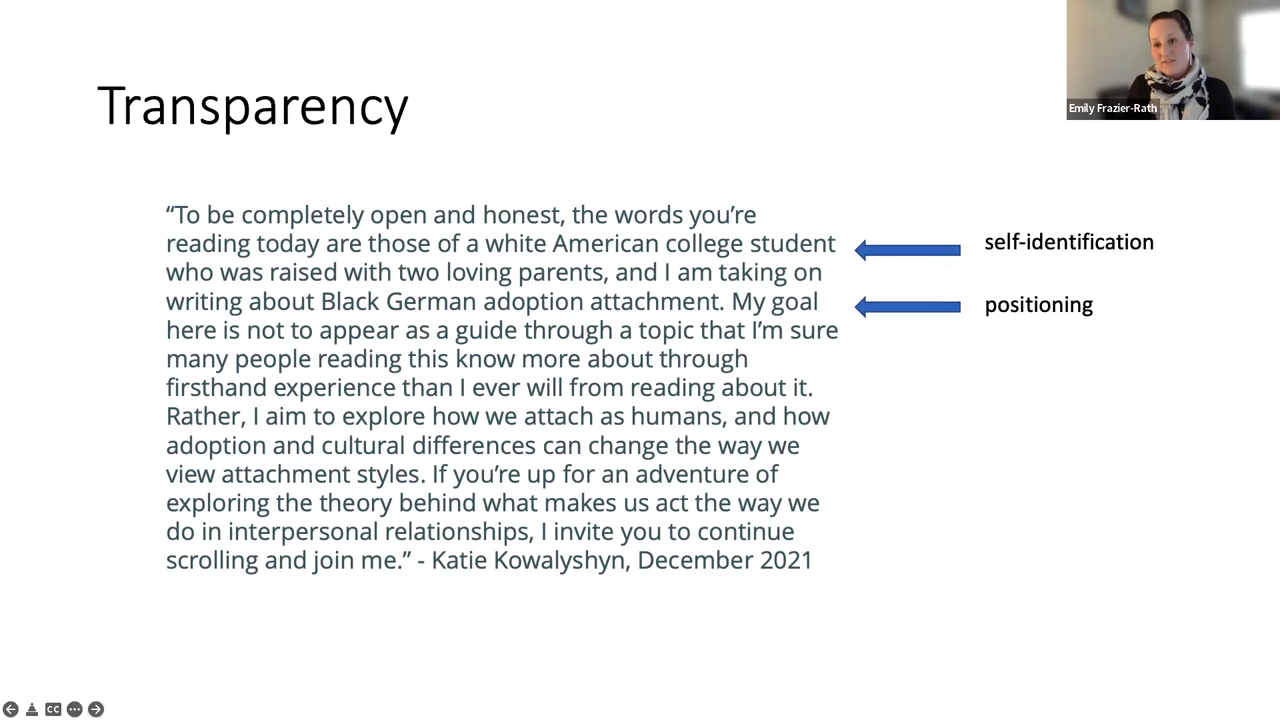 Emily Frazier-Rath
Transparency
“To be completely open and honest, the words you’re
reading today are those of a white American college student
who was raised with two loving parents, and I am taking on
writing about Black German adoption attachment. My goal
here is not to appear as a guide through a topic that I’m sure
many people reading this know more about through
firsthand experience than I ever will from reading about it.
Rather, I aim to explore how we attach as humans, and how
adoption and cultural differences can change the way we
view attachment styles. If you’re up for an adventure of
exploring the theory behind what makes us act the way we
do in interpersonal relationships, I invite you to continue
scrolling and join me.” - Katie Kowalyshyn, December 2021
self-identification
positioning
CC